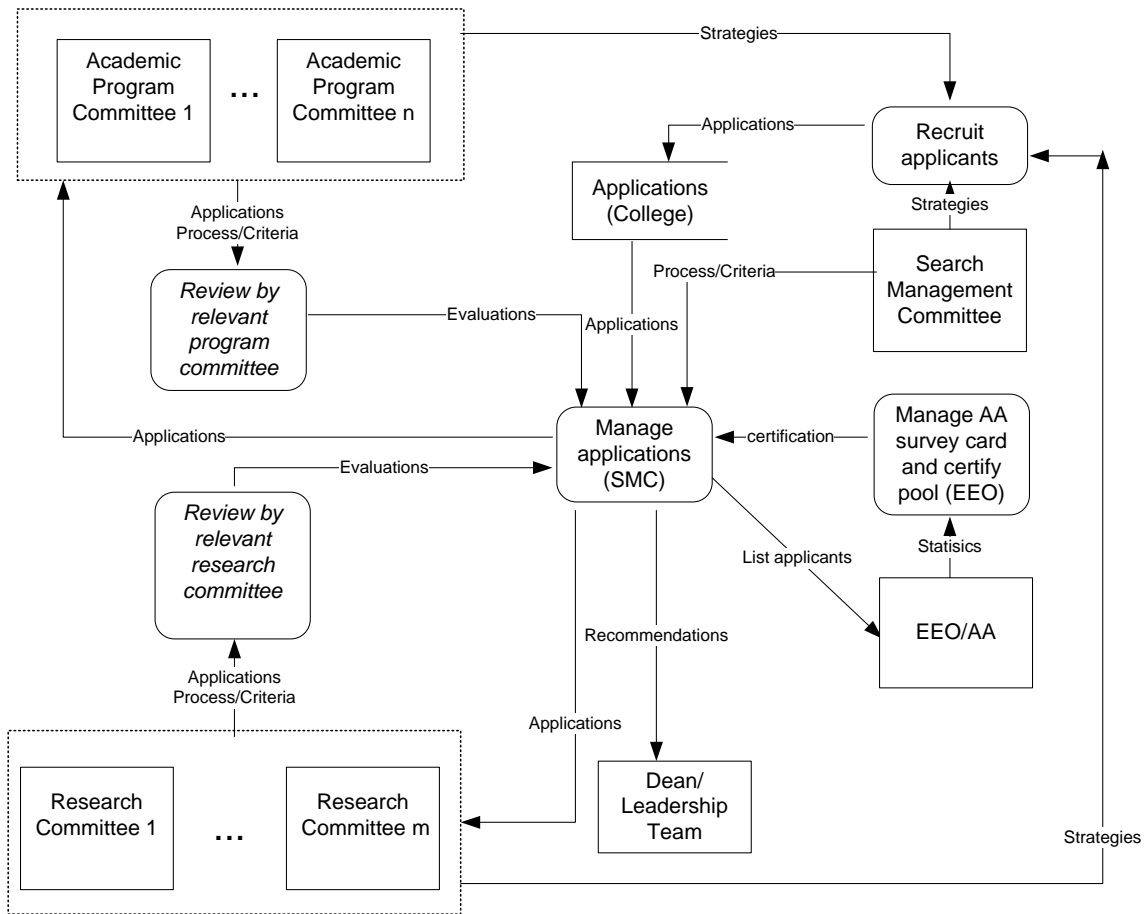 Strategies
Academic
Program
Committee 1
...
Academic
Program
Committee n
Applications
Recruit
applicants
Applications
(College)
Strategies
Applications
Process/Criteria
Process/Criteria
Search
Management
Committee
Review by
relevant
program
committee
Evaluations
Applications
Applications
Manage
applications
(SMC)
certification
Manage AA
survey card
and certify
pool (EEO)
Evaluations
Review by
relevant
research
committee
List applicants
Statisics
EEO/AA
Recommendations
Applications
Process/Criteria
Applications
Research
Committee 1
...
Research
Committee m
Dean/
Leadership
Team
Strategies